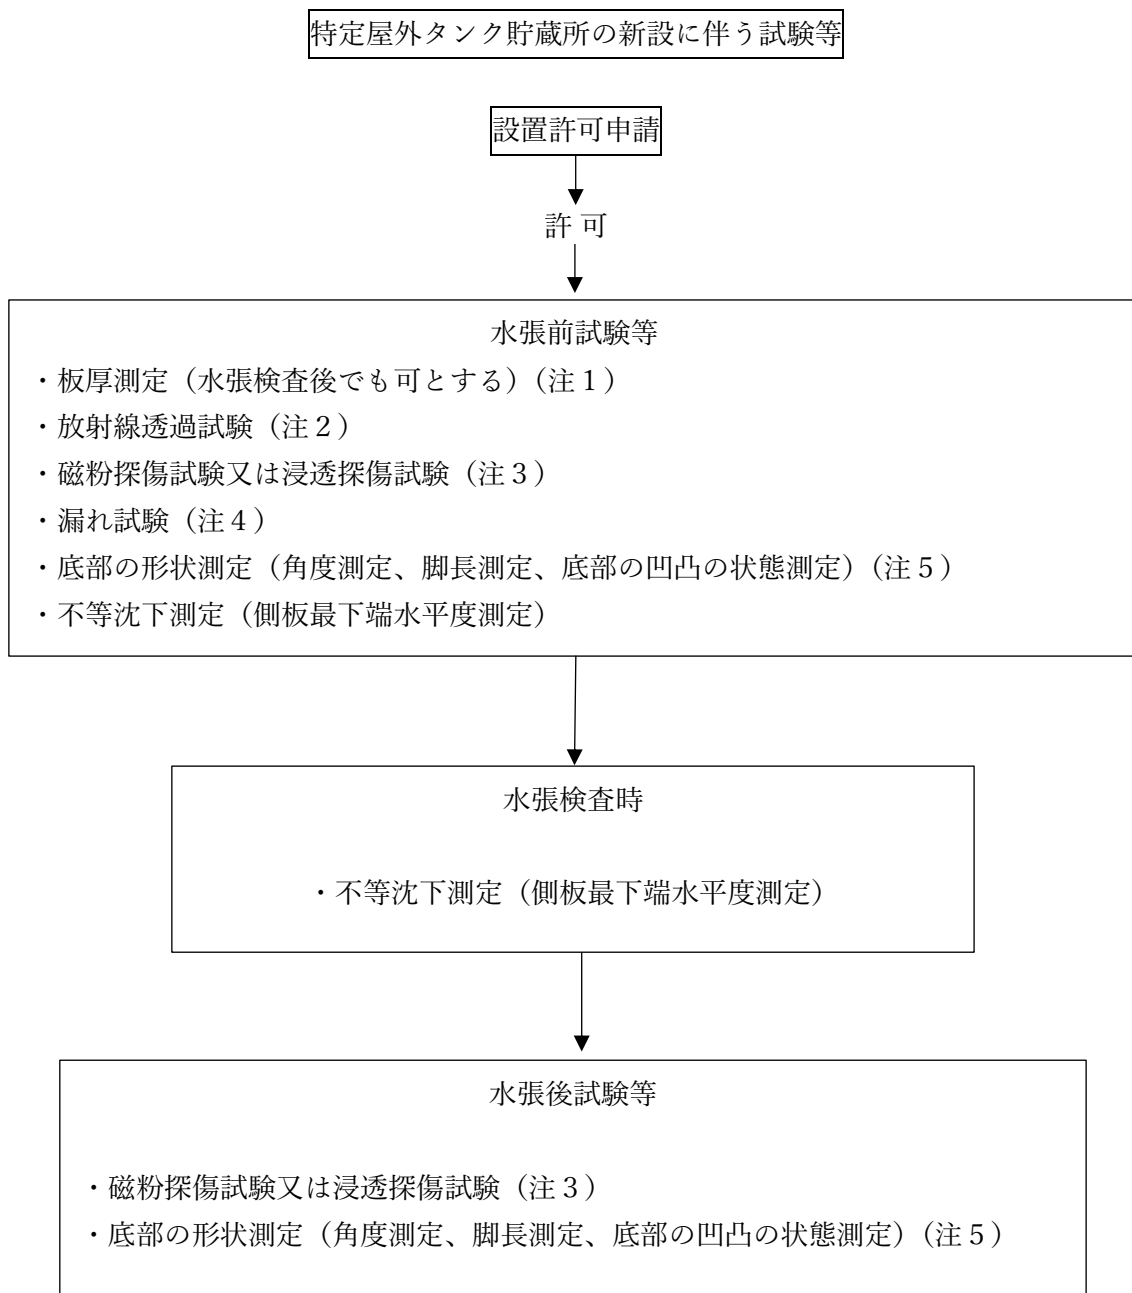 特定屋外タンク貯蔵所の新設に伴う試験等
設置許可申請
許 可
水張前試験等
・板厚測定（水張検査後でも可とする）（注１）
・放射線透過試験（注２）
・磁粉探傷試験又は浸透探傷試験（注３）
・漏れ試験（注４）
・底部の形状測定（角度測定、脚長測定、底部の凹凸の状態測定）（注５）
・不等沈下測定（側板最下端水平度測定）
水張検査時
・不等沈下測定（側板最下端水平度測定）
水張後試験等
・磁粉探傷試験又は浸透探傷試験（注３）
・底部の形状測定（角度測定、脚長測定、底部の凹凸の状態測定）（注５）